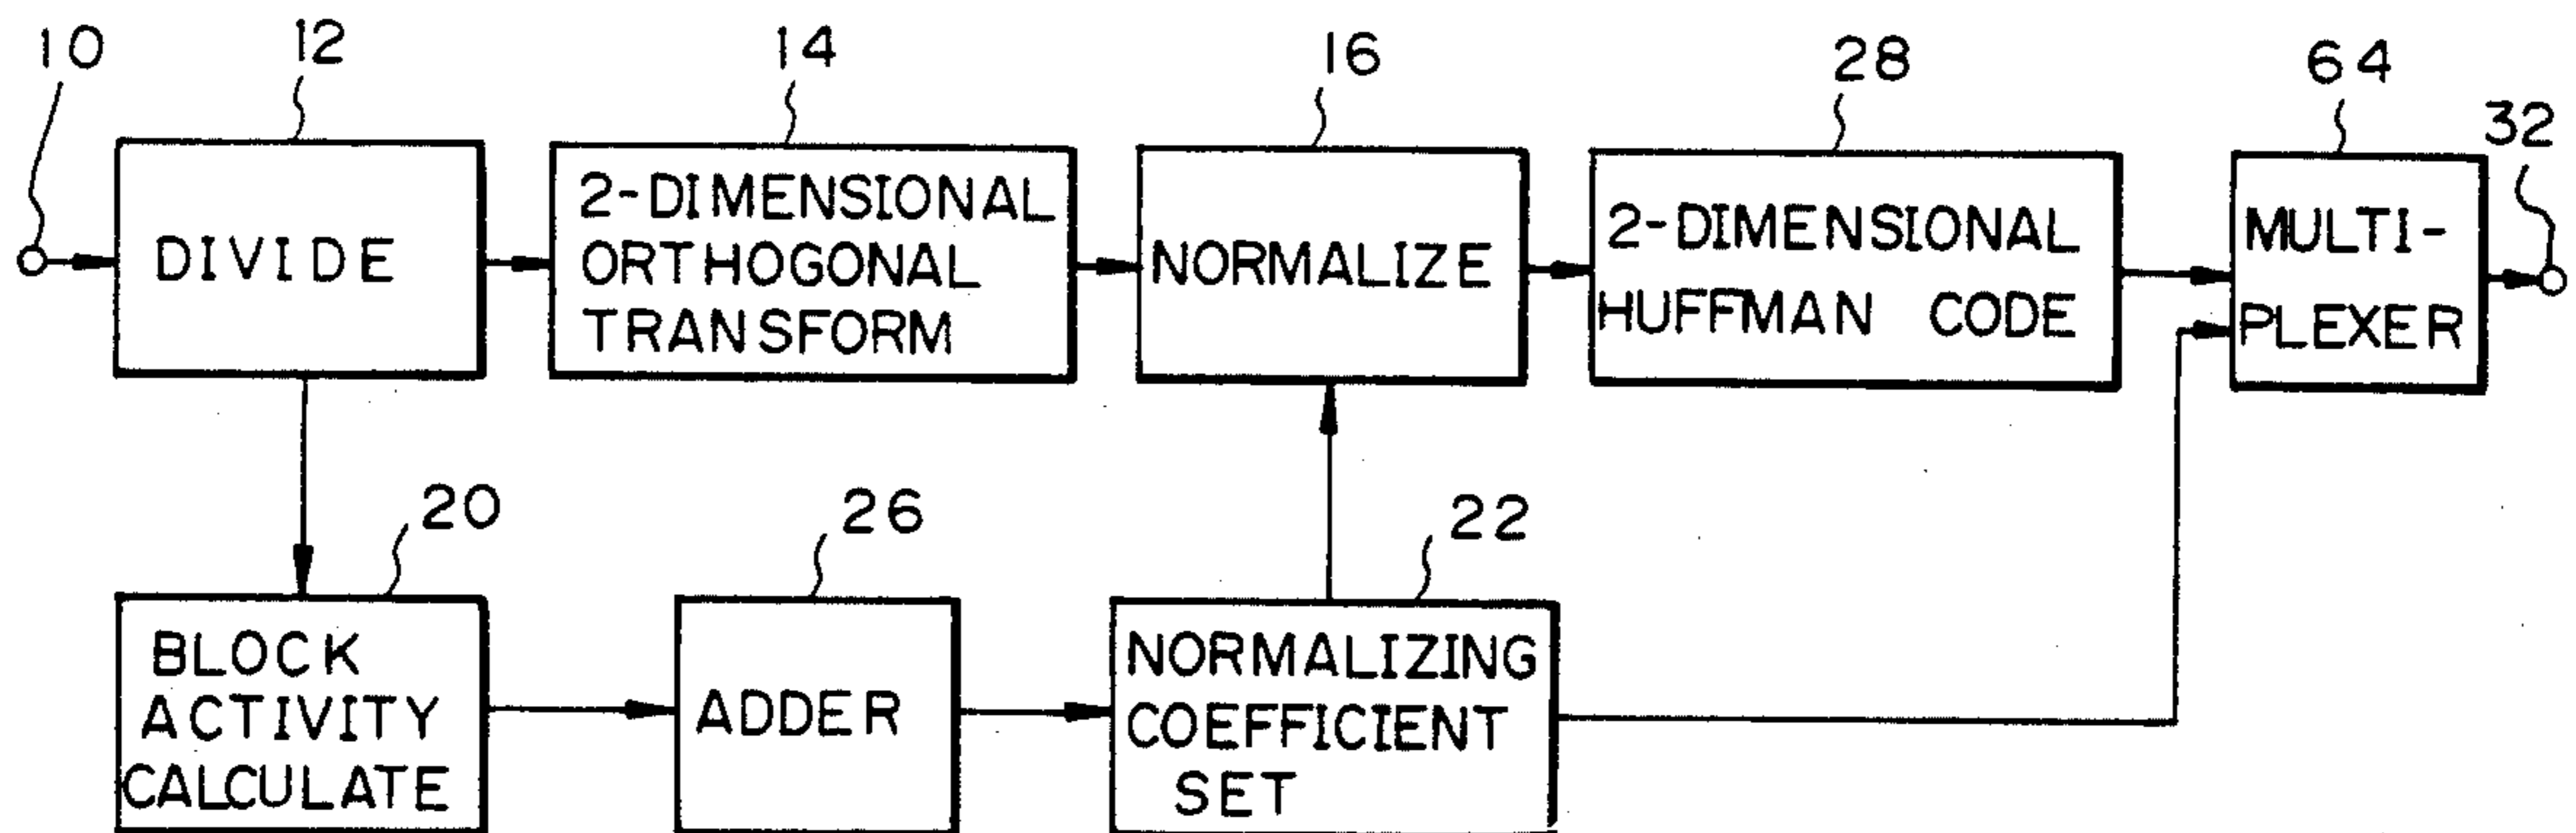 10
12
14
16
28
64
32
DIVIDE
2-DIMENSIONAL
ORTHOGONAL
TRANSFORM
NORMALIZE
2-DIMENSIONAL
HUFFMAN CODE
MULTI-
PLEXER
20
26
22
BLOCK
ACTIVITY
CALCULATE
ADDER
NORMALIZING
COEFFICIENT
SET